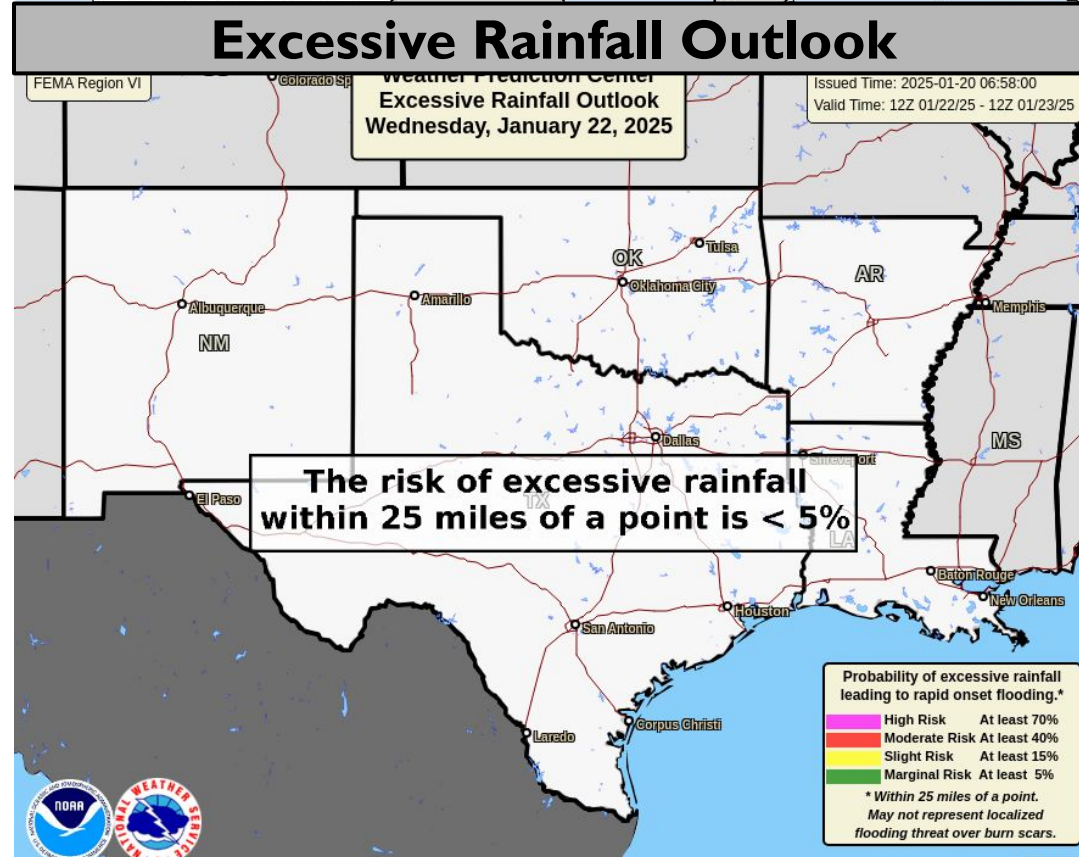 Excessive Rainfall Outlook
FEMA Region VI
Weather Prediction Center
Excessive Rainfall Outlook
Wednesday, January 22, 2025
Issued Time: 2025-01-20 06:58:00
Valid Time: 12Z 01/22/25 - 12Z 01/23/25
Colorado Sp
Tulsa
OK
Oklahoma City
AR
Albuquerque
Amarillo
Memphis
NM
Dallas
MS
Shreveport
The risk of excessive rainfall
within 25 miles of a point is < 5%
El Paso
TX
LA
Baton Rouge
New Orleans
Houston
San Antonio
Corpus Christi
Laredo
Probability of excessive rainfall
leading to rapid onset flooding.*
High Risk At least 70%
Moderate Risk At least 40%
Slight Risk At least 15%
Marginal Risk At least 5%
* Within 25 miles of a point.
May not represent localized
flooding threat over burn scars.
NOAA
NATIONAL WEATHER SERVICE